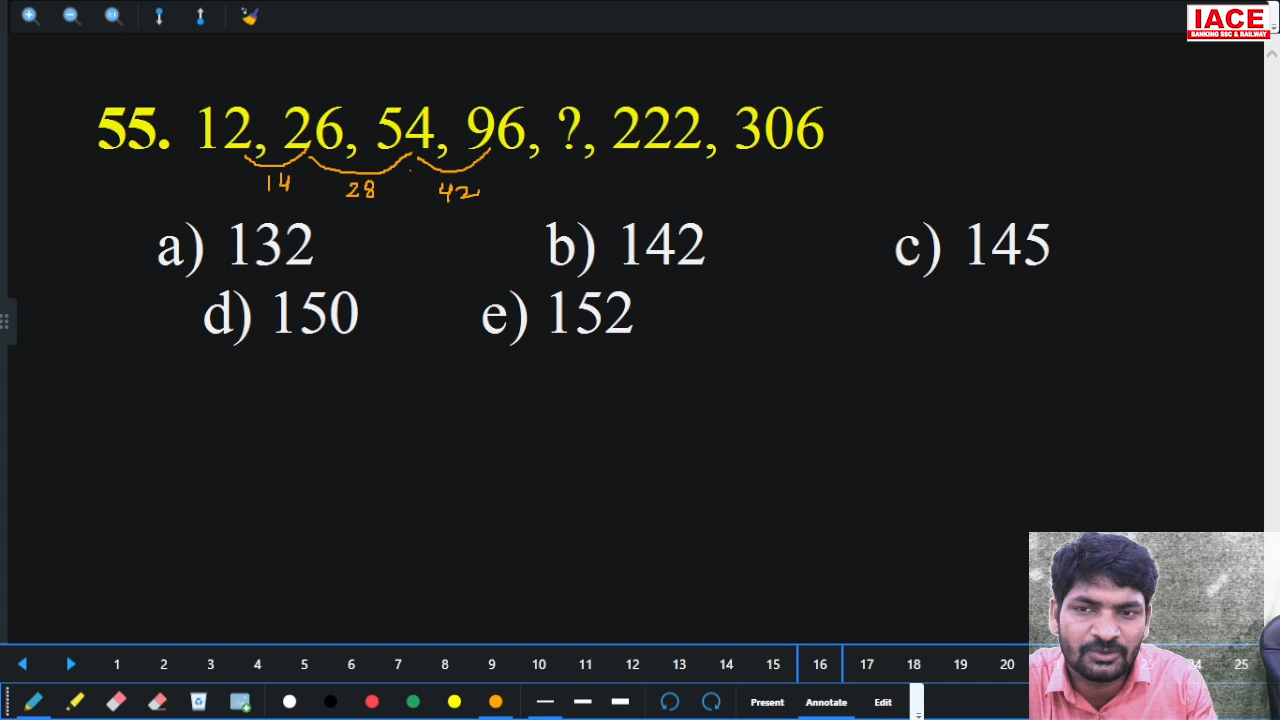 IACE
BANKING SSC & RAILWAY
55. 12, 26, 54, 96, ?, 222, 306
14 28 42
a) 132 b) 142 c) 145
d) 150 e) 152
1 2 3 4 5 6 7 8 9 10 11 12 13 14 15 16 17 18 19 20 23 24 25
Present Annotate Edit